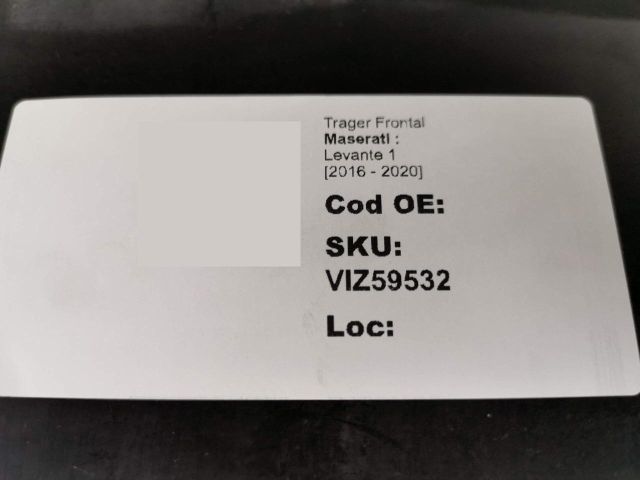 Trager Frontal
Maserati :
Levante 1
[2016 - 2020]
Cod OE:
SKU:
VIZ59532
Loc: